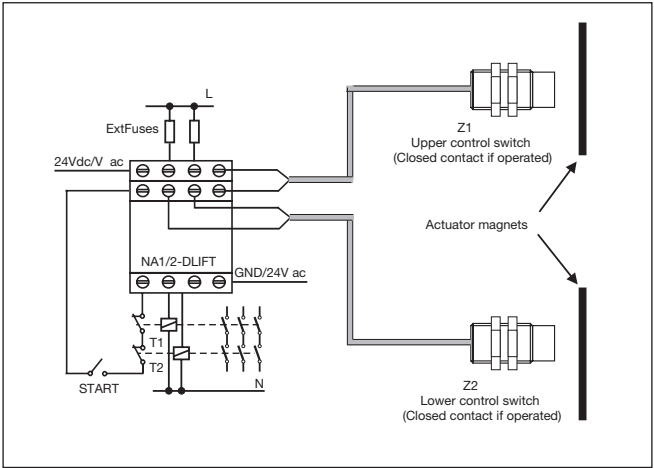 L
ExtFuses
24Vdc/V ac
Z1
Upper control switch
(Closed contact if operated)
Actuator magnets
NA1/2-DLIFT
GND/24V ac
T1
T2
START
N
Z2
Lower control switch
(Closed contact if operated)